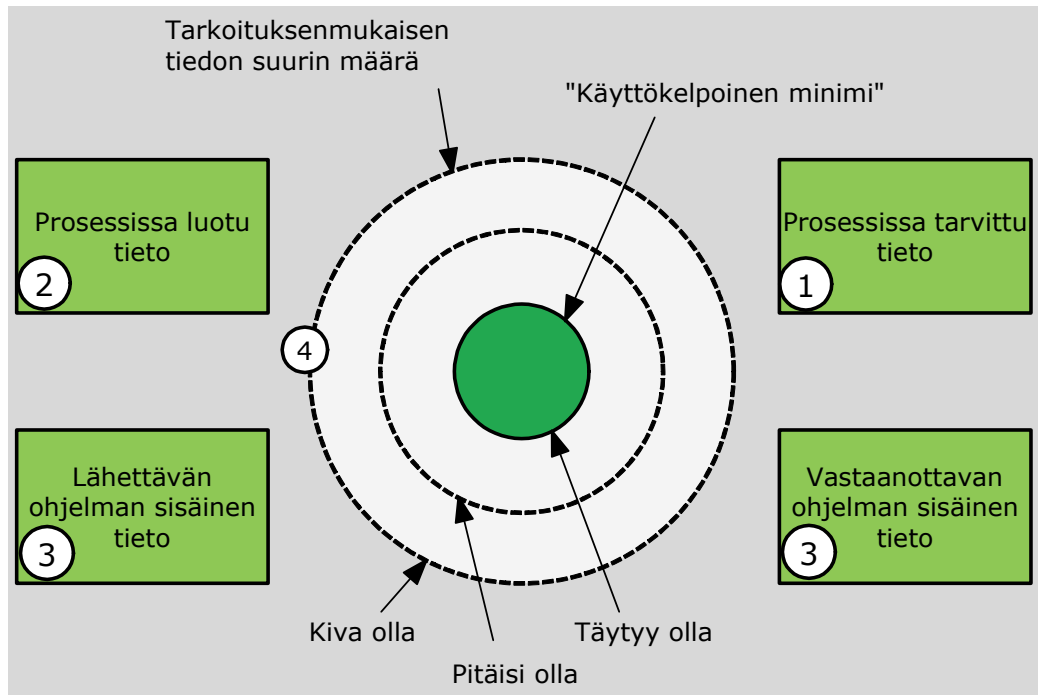 Tarkoituksenmukaisen
tiedon suurin määrä
"Käyttökelpoinen minimi"
Prosessissa luotu
tieto
2
Prosessissa tarvittu
tieto
1
4
Lähettävän
ohjelman sisäinen
tieto
3
Vastaanottavan
ohjelman sisäinen
tieto
3
Kiva olla
Täytyy olla
Pitäisi olla